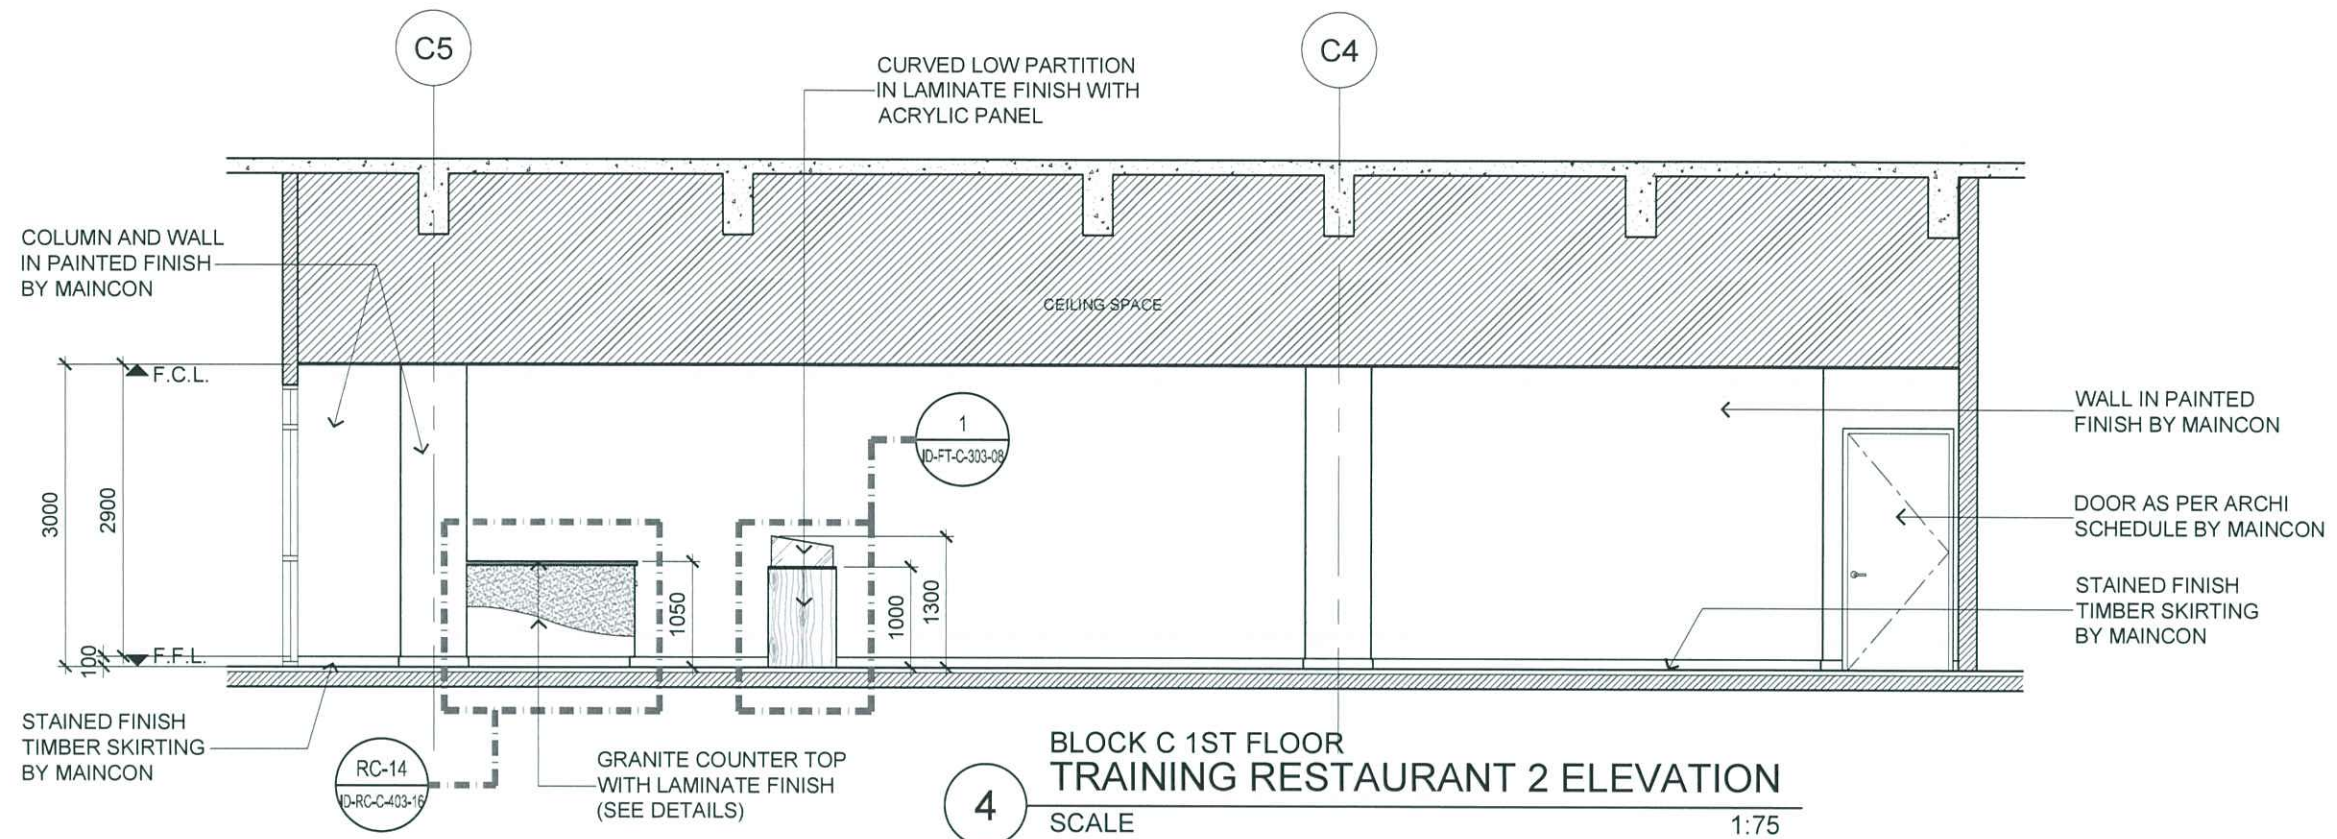 C5
C4
CURVED LOW PARTITION
IN LAMINATE FINISH WITH
ACRYLIC PANEL
COLUMN AND WALL
IN PAINTED FINISH
BY MAINCON
CEILING SPACE
F.C.L.
3000
2900
100
F.F.L.
1
ID-FT-C-303-08
1050
1000
1300
WALL IN PAINTED
FINISH BY MAINCON
DOOR AS PER ARCHI
SCHEDULE BY MAINCON
STAINED FINISH
TIMBER SKIRTING
BY MAINCON
STAINED FINISH
TIMBER SKIRTING
BY MAINCON
RC-14
ID-RC-C-403-16
GRANITE COUNTER TOP
WITH LAMINATE FINISH
(SEE DETAILS)
4
BLOCK C 1ST FLOOR
TRAINING RESTAURANT 2 ELEVATION
SCALE 1:75